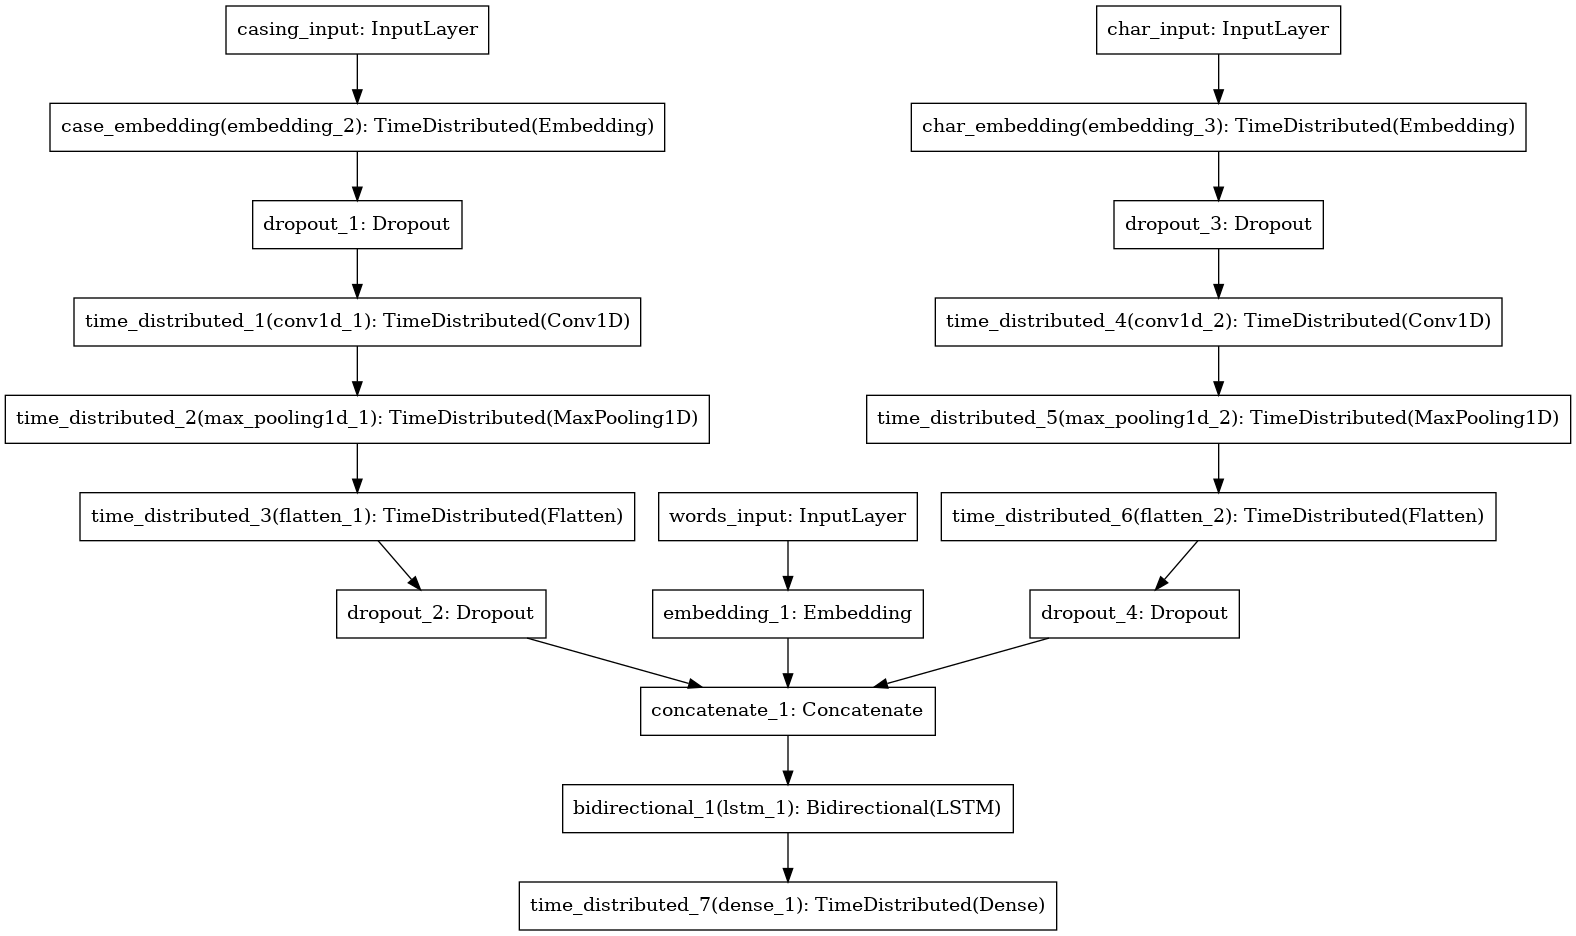 casing_input: InputLayer
char_input: InputLayer
case_embedding(embedding_2): TimeDistributed(Embedding)
char_embedding(embedding_3): TimeDistributed(Embedding)
dropout_1: Dropout
dropout_3: Dropout
time_distributed_1(conv1d_1): TimeDistributed(Conv1D)
time_distributed_4(conv1d_2): TimeDistributed(Conv1D)
time_distributed_2(max_pooling1d_1): TimeDistributed(MaxPooling1D)
time_distributed_5(max_pooling1d_2): TimeDistributed(MaxPooling1D)
time_distributed_3(flatten_1): TimeDistributed(Flatten)
words_input: InputLayer
time_distributed_6(flatten_2): TimeDistributed(Flatten)
dropout_2: Dropout
embedding_1: Embedding
dropout_4: Dropout
concatenate_1: Concatenate
bidirectional_1(lstm_1): Bidirectional(LSTM)
time_distributed_7(dense_1): TimeDistributed(Dense)